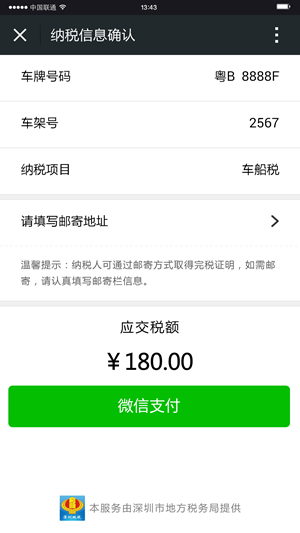 中国联通 13:43
纳税信息确认
车牌号码 粤B 8888F
车架号 2567
纳税项目 车船税
请填写邮寄地址
温馨提示：纳税人可通过邮寄方式取得完税证明，如需邮
寄，请认真填写邮寄栏信息。
应交税额
￥180.00
微信支付
本服务由深圳市地方税务局提供